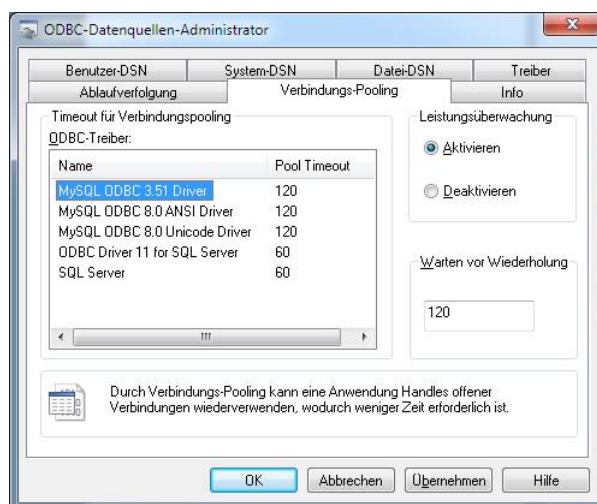 ODBC-Datenquellen-Administrator
Benutzer-DSN System-DSN Datei-DSN Treiber
Ablaufverfolgung Verbindungs-Pooling Info
Timeout für Verbindungspooling
ODBC-Treiber:
Name Pool Timeout
MySQL ODBC 3.51 Driver 120
MySQL ODBC 8.0 ANSI Driver 120
MySQL ODBC 8.0 Unicode Driver 120
ODBC Driver 11 for SQL Server 60
SQL Server 60
Leistungsüberwachung
Aktivieren
Deaktivieren
Warten vor Wiederholung
120
Durch Verbindungs-Pooling kann eine Anwendung Handles offener
Verbindungen wiederverwenden, wodurch weniger Zeit erforderlich ist.
OK Abbrechen Übernehmen Hilfe